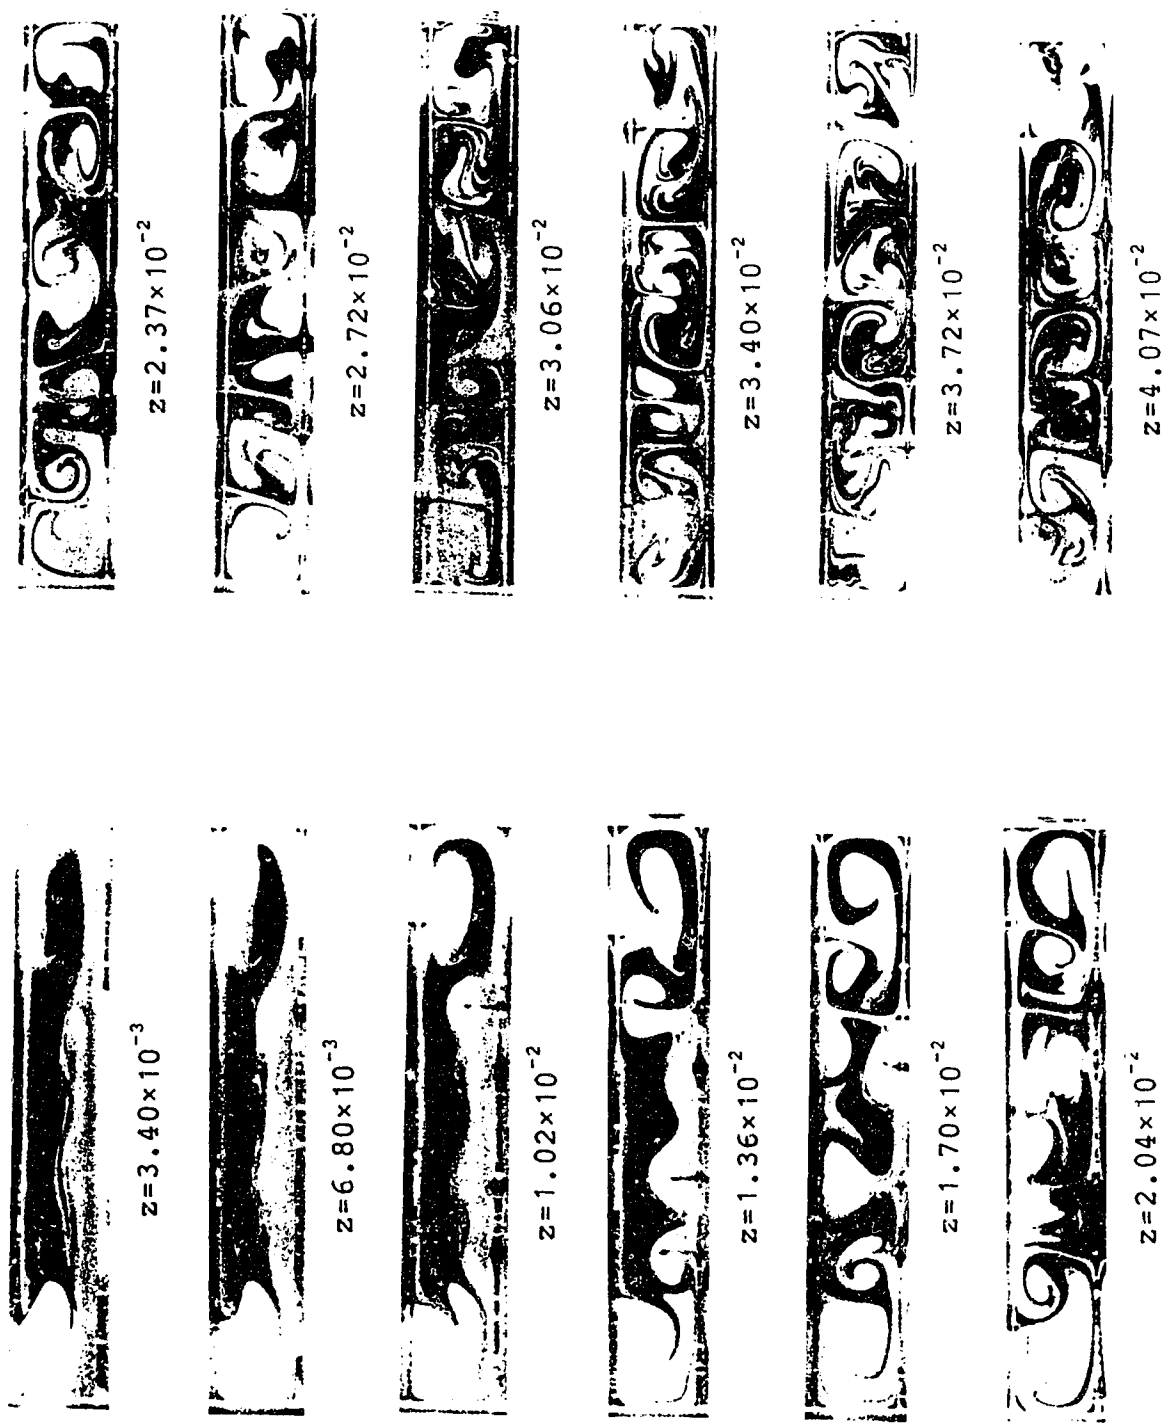 z=3.40×10⁻³
z=6.80×10⁻³
z=1.02×10⁻²
z=1.36×10⁻²
z=1.70×10⁻²
z=2.04×10⁻²
z=2.37×10⁻²
z=2.72×10⁻²
z=3.06×10⁻²
z=3.40×10⁻²
z=3.72×10⁻²
z=4.07×10⁻²